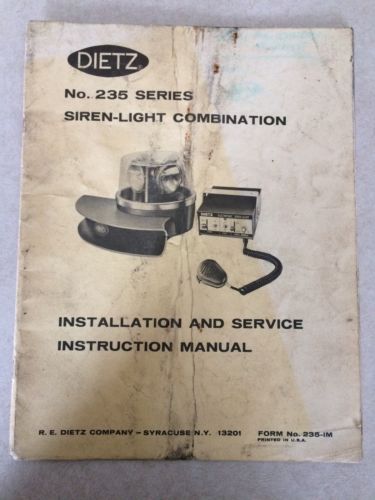 DIETZ
No. 235 SERIES
SIREN-LIGHT COMBINATION
DIETZ
INSTALLATION AND SERVICE
INSTRUCTION MANUAL
R. E. DIETZ COMPANY – SYRACUSE N.Y. 13201 FORM No. 235-IM
PRINTED IN U.S.A.